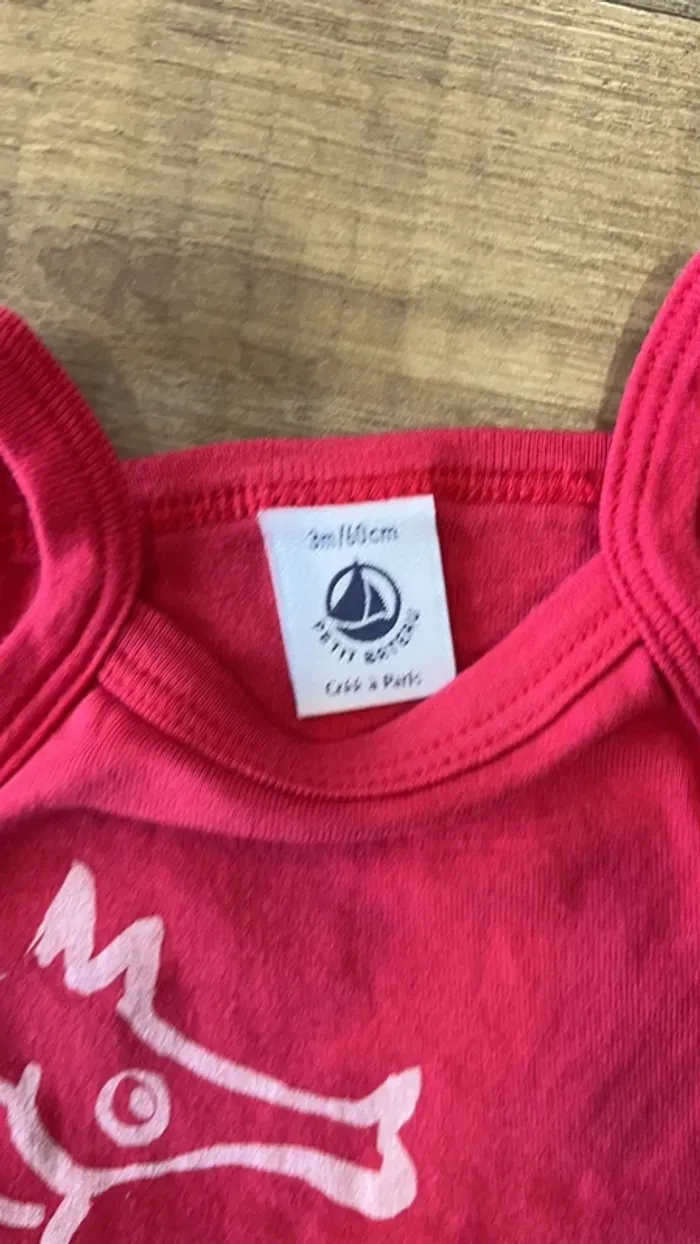 3m/60cm
PETIT BATEAU
Créé à Paris